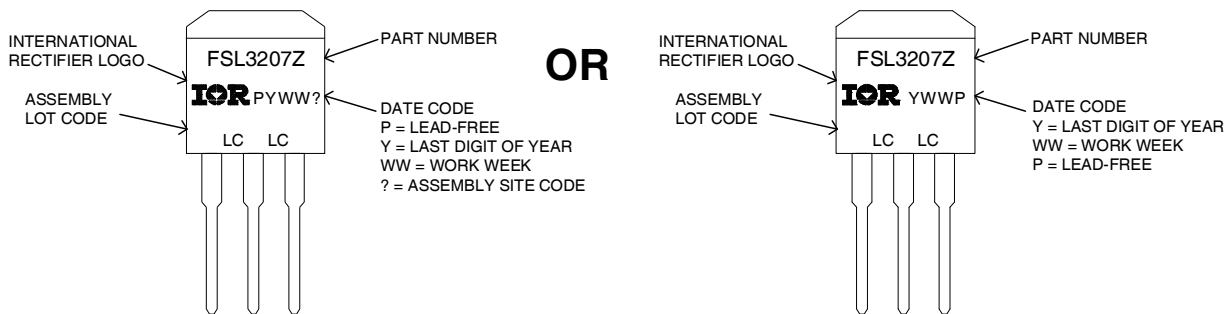 INTERNATIONAL
RECTIFIER LOGO
ASSEMBLY
LOT CODE
FSL3207Z
IOR PYWW?
LC LC
PART NUMBER
DATE CODE
P = LEAD-FREE
Y = LAST DIGIT OF YEAR
WW = WORK WEEK
? = ASSEMBLY SITE CODE
OR
INTERNATIONAL
RECTIFIER LOGO
ASSEMBLY
LOT CODE
FSL3207Z
IOR YWWP
LC LC
PART NUMBER
DATE CODE
Y = LAST DIGIT OF YEAR
WW = WORK WEEK
P = LEAD-FREE